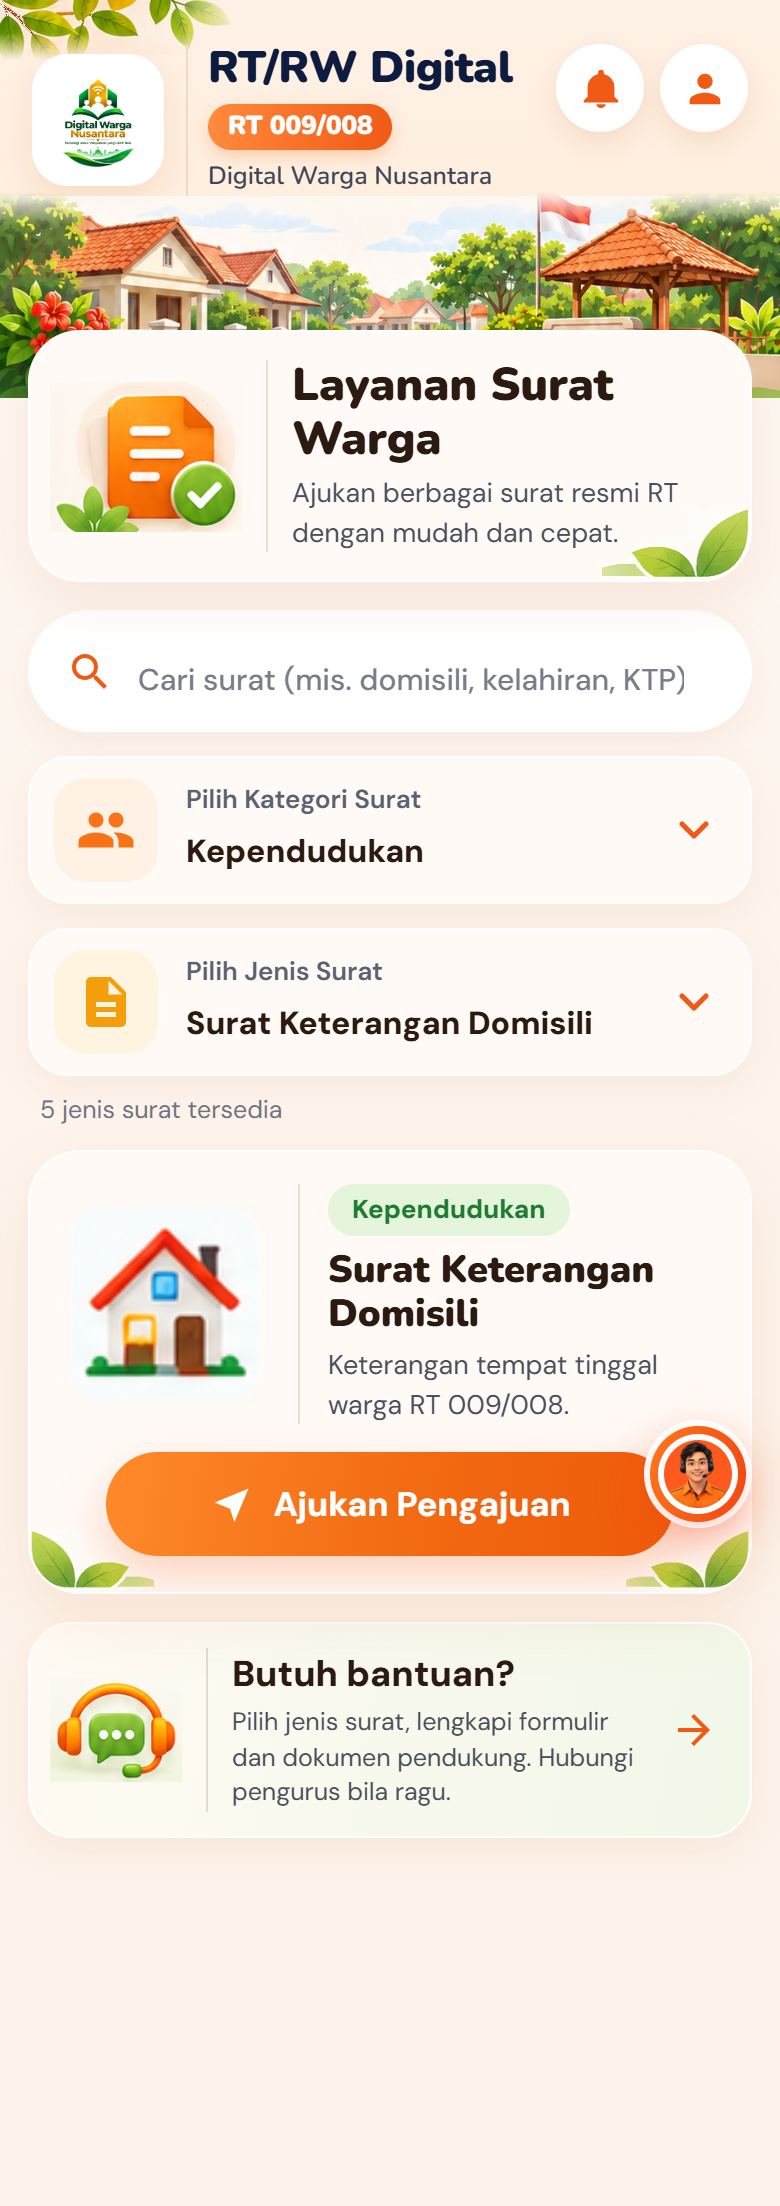 RT/RW Digital
RT 009/008
Digital Warga Nusantara
Digital Warga
Nusantara
Layanan Surat
Warga
Ajukan berbagai surat resmi RT
dengan mudah dan cepat.
Cari surat (mis. domisili, kelahiran, KTP)
Pilih Kategori Surat
Kependudukan
Pilih Jenis Surat
Surat Keterangan Domisili
5 jenis surat tersedia
Kependudukan
Surat Keterangan
Domisili
Keterangan tempat tinggal
warga RT 009/008.
Ajukan Pengajuan
Butuh bantuan?
Pilih jenis surat, lengkapi formulir
dan dokumen pendukung. Hubungi
pengurus bila ragu.